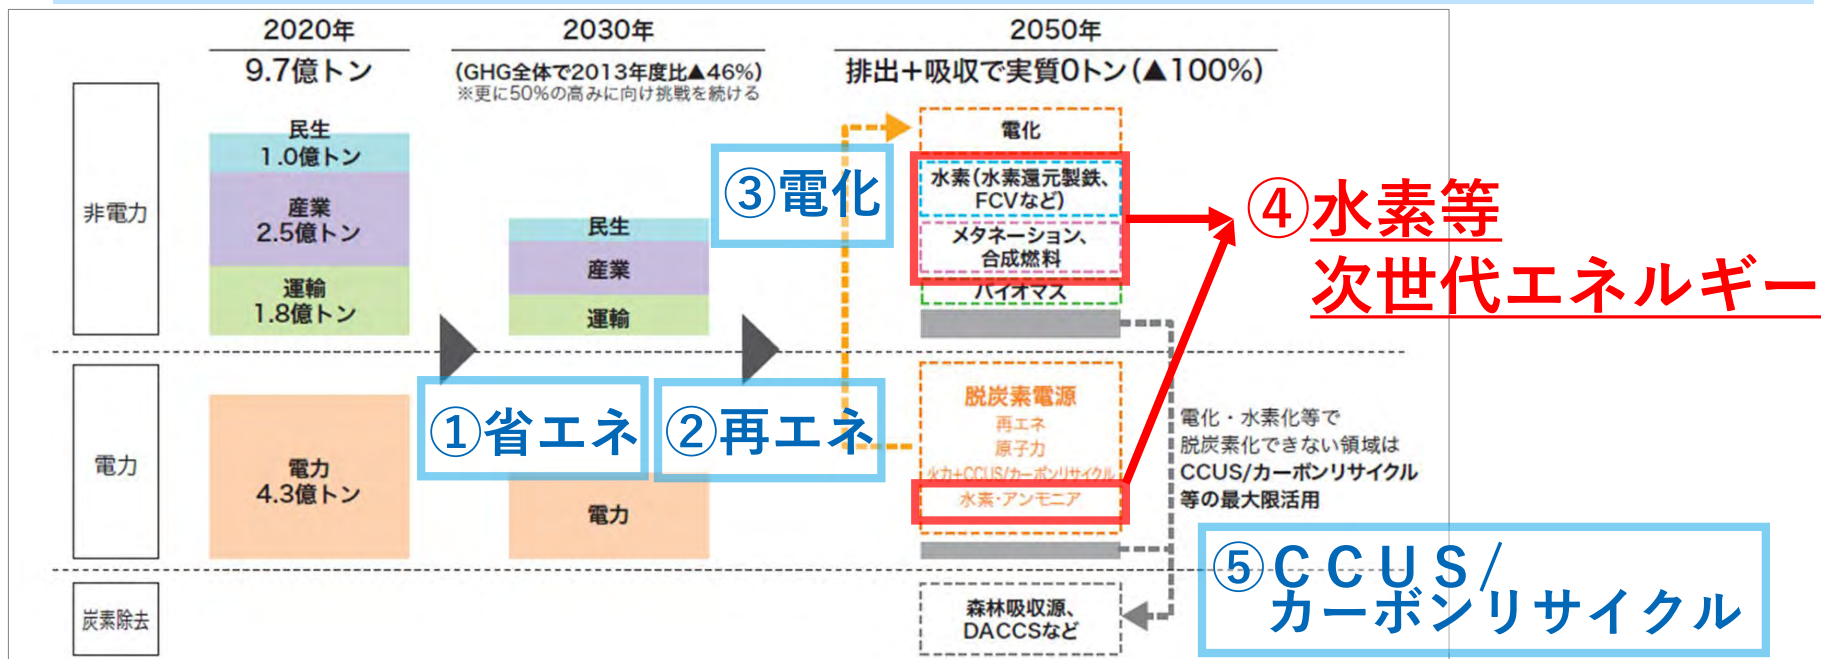 2020年
9.7億トン
2030年
(GHG全体で2013年度比▲46%)
※更に50%の高みに向け挑戦を続ける
2050年
排出+吸収で実質0トン(▲100%)
非電力
民生
1.0億トン
産業
2.5億トン
運輸
1.8億トン
民生
産業
運輸
③電化
電化
水素(水素還元製鉄、
FCVなど)
メタネーション、
合成燃料
バイオマス
④水素等
次世代エネルギー
電力
電力
4.3億トン
①省エネ
②再エネ
電力
脱炭素電源
再エネ
原子力
火力+CCUS/カーボンリサイクル
水素・アンモニア
電化・水素化等で
脱炭素化できない領域は
CCUS/カーボンリサイクル
等の最大限活用
⑤CCUS/
カーボンリサイクル
炭素除去
森林吸収源、
DACCSなど